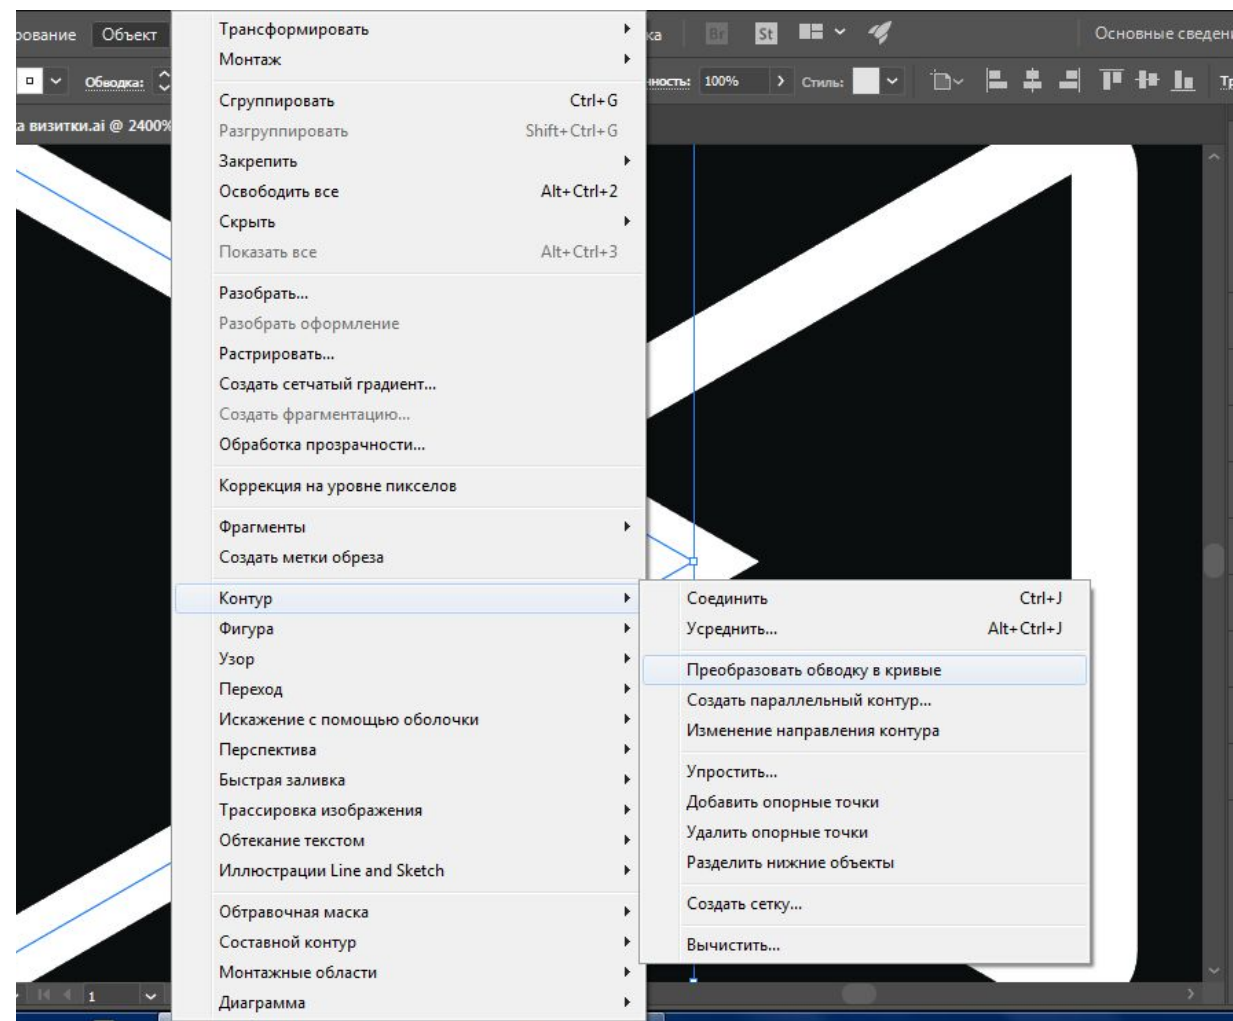 рование Объект ка Br St Основные сведен
Обводка: нность: 100% Стиль: Тр
а визитки.ai @ 2400%
Трансформировать
Монтаж
Сгруппировать Ctrl+G
Разгруппировать Shift+Ctrl+G
Закрепить
Освободить все Alt+Ctrl+2
Скрыть
Показать все Alt+Ctrl+3
Разобрать...
Разобрать оформление
Растрировать...
Создать сетчатый градиент...
Создать фрагментацию...
Обработка прозрачности...
Коррекция на уровне пикселов
Фрагменты
Создать метки обреза
Контур
Фигура
Узор
Переход
Искажение с помощью оболочки
Перспектива
Быстрая заливка
Трассировка изображения
Обтекание текстом
Иллюстрации Line and Sketch
Обтравочная маска
Составной контур
Монтажные области
Диаграмма
Соединить Ctrl+J
Усреднить... Alt+Ctrl+J
Преобразовать обводку в кривые
Создать параллельный контур...
Изменение направления контура
Упростить...
Добавить опорные точки
Удалить опорные точки
Разделить нижние объекты
Создать сетку...
Вычистить...
1